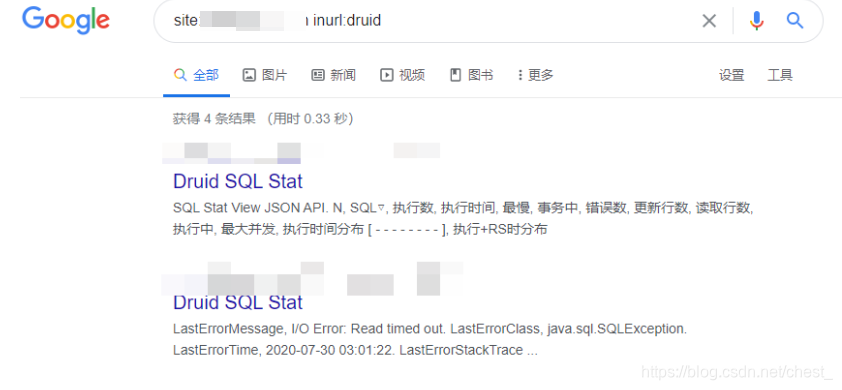 Google
site: inurl:druid
全部 图片 新闻 视频 图书 更多 设置 工具
获得 4 条结果 （用时 0.33 秒）
Druid SQL Stat
SQL Stat View JSON API. N, SQL▿, 执行数, 执行时间, 最慢, 事务中, 错误数, 更新行数, 读取行数,
执行中, 最大并发, 执行时间分布 [ - - - - - - - - ], 执行+RS时分布
Druid SQL Stat
LastErrorMessage, I/O Error: Read timed out. LastErrorClass, java.sql.SQLException.
LastErrorTime, 2020-07-30 03:01:22. LastErrorStackTrace ...
https://blog.csdn.net/chest_